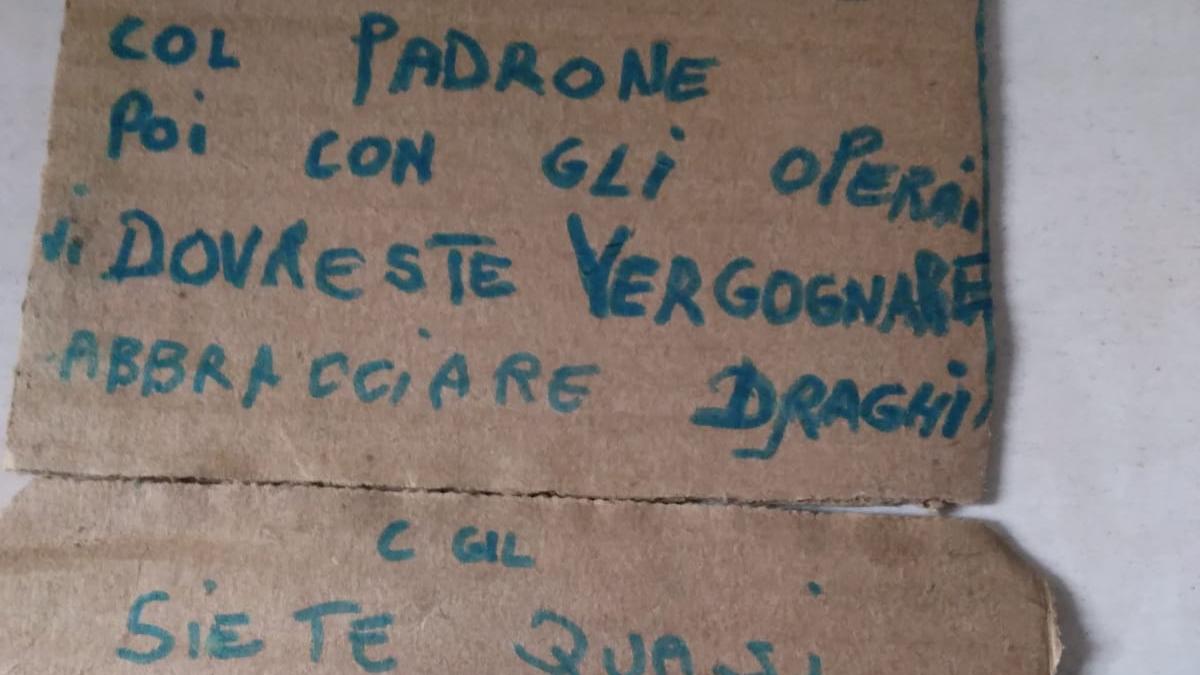 COL PADRONE
POi CON GLi OPERAi
Vi DOVRESTE VERGOGNARE
ABBRACCiARE DRAGHi
CGIL
SiETE QUASi